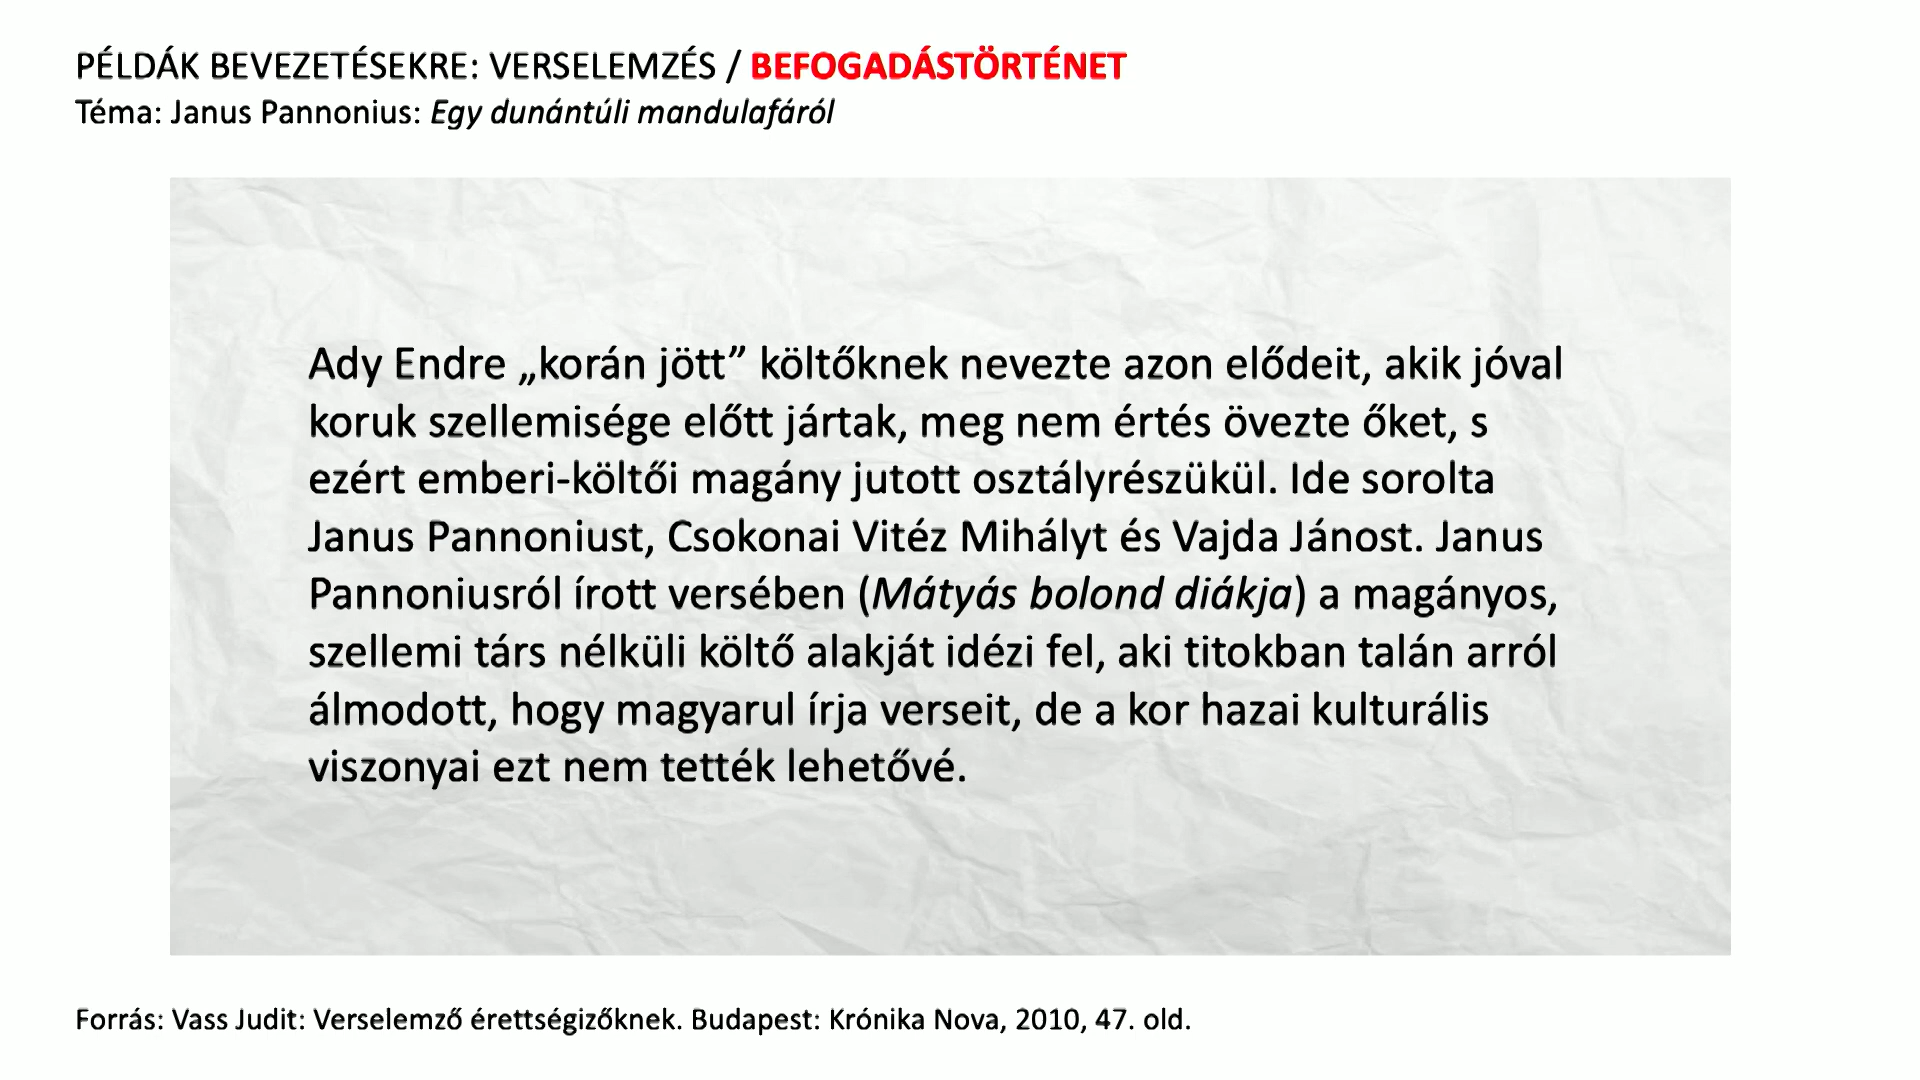 PÉLDÁK BEVEZETÉSEKRE: VERSELEMZÉS / BEFOGADÁSTÖRTÉNET
Téma: Janus Pannonius: Egy dunántúli mandulafáról
Ady Endre „korán jött” költőknek nevezte azon elődeit, akik jóval
koruk szellemisége előtt jártak, meg nem értés övezte őket, s
ezért emberi-költői magány jutott osztályrészükül. Ide sorolta
Janus Pannoniust, Csokonai Vitéz Mihályt és Vajda Jánost. Janus
Pannoniusról írott versében (Mátyás bolond diákja) a magányos,
szellemi társ nélküli költő alakját idézi fel, aki titokban talán arról
álmodott, hogy magyarul írja verseit, de a kor hazai kulturális
viszonyai ezt nem tették lehetővé.
Forrás: Vass Judit: Verselemző érettségizőknek. Budapest: Krónika Nova, 2010, 47. old.